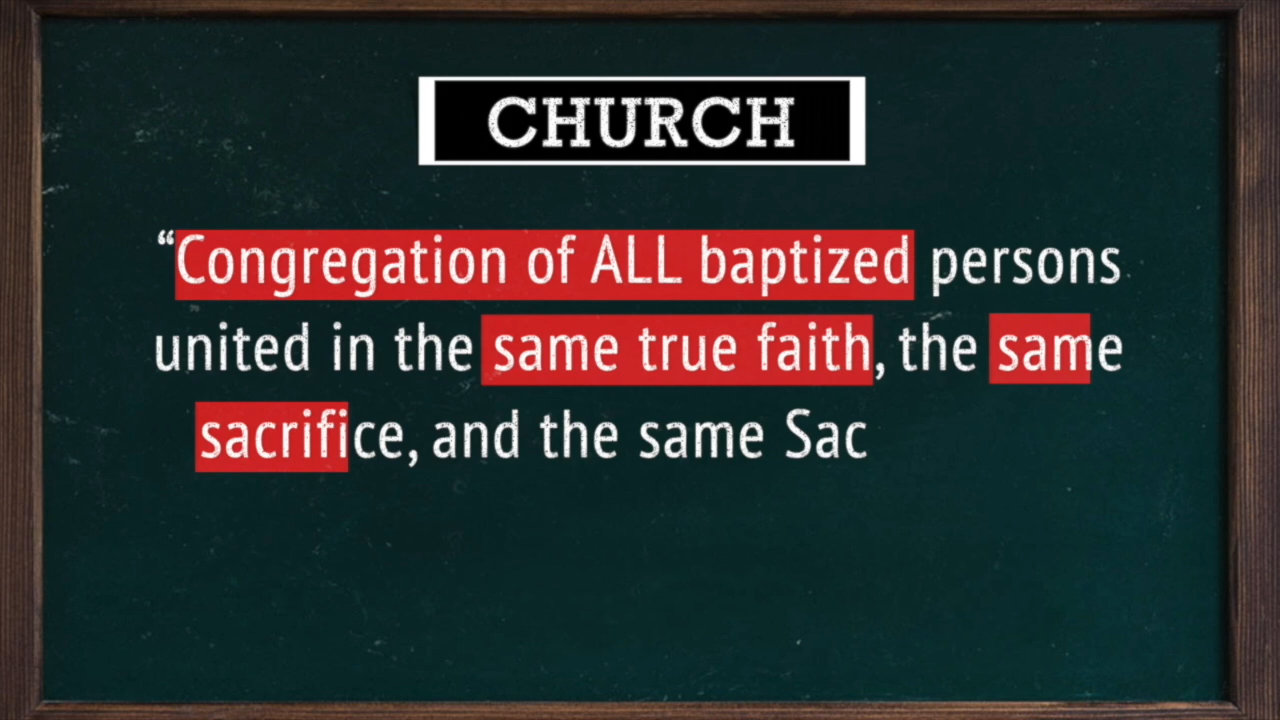 CHURCH
“Congregation of ALL baptized persons
united in the same true faith, the same
sacrifice, and the same Sac